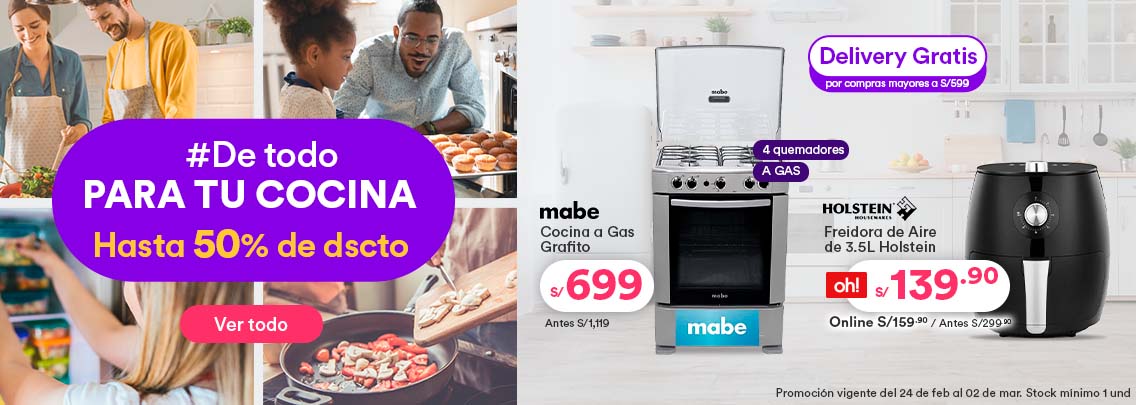 #De todo
PARA TU COCINA
Hasta 50% de dscto
Ver todo
Delivery Gratis
por compras mayores a S/599
mabe
4 quemadores
A GAS
mabe
Cocina a Gas
Grafito
S/699
Antes S/1,119
mabe
mabe
HOLSTEIN
HOUSEWARES
Freidora de Aire
de 3.5L Holstein
oh! S/139.90
Online S/159.90 / Antes S/299.90
Promoción vigente del 24 de feb al 02 de mar. Stock mínimo 1 und